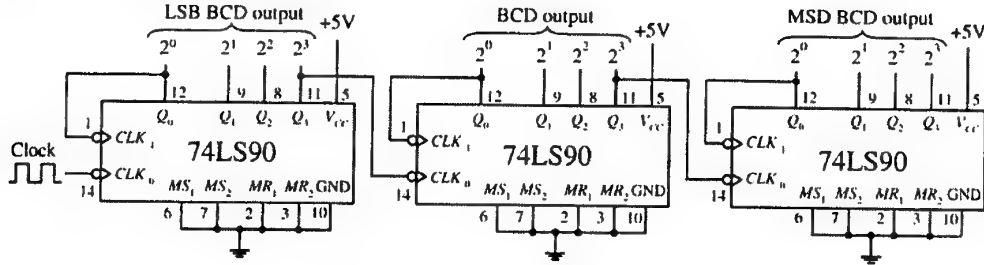 LSB BCD output
BCD output
MSD BCD output
+5V
+5V
+5V
2⁰ 2¹ 2² 2³
2⁰ 2¹ 2² 2³
2⁰ 2¹ 2² 2³
12 9 8 11 5
12 9 8 11 5
12 9 8 11 5
Q₀ Q₁ Q₂ Q₃ V_CC
Q₀ Q₁ Q₂ Q₃ V_CC
Q₀ Q₁ Q₂ Q₃ V_CC
1 CLK₁
1 CLK₁
1 CLK₁
74LS90
74LS90
74LS90
Clock
14 CLK₀
14 CLK₀
14 CLK₀
MS₁ MS₂ MR₁ MR₂ GND
MS₁ MS₂ MR₁ MR₂ GND
MS₁ MS₂ MR₁ MR₂ GND
6 7 2 3 10
6 7 2 3 10
6 7 2 3 10